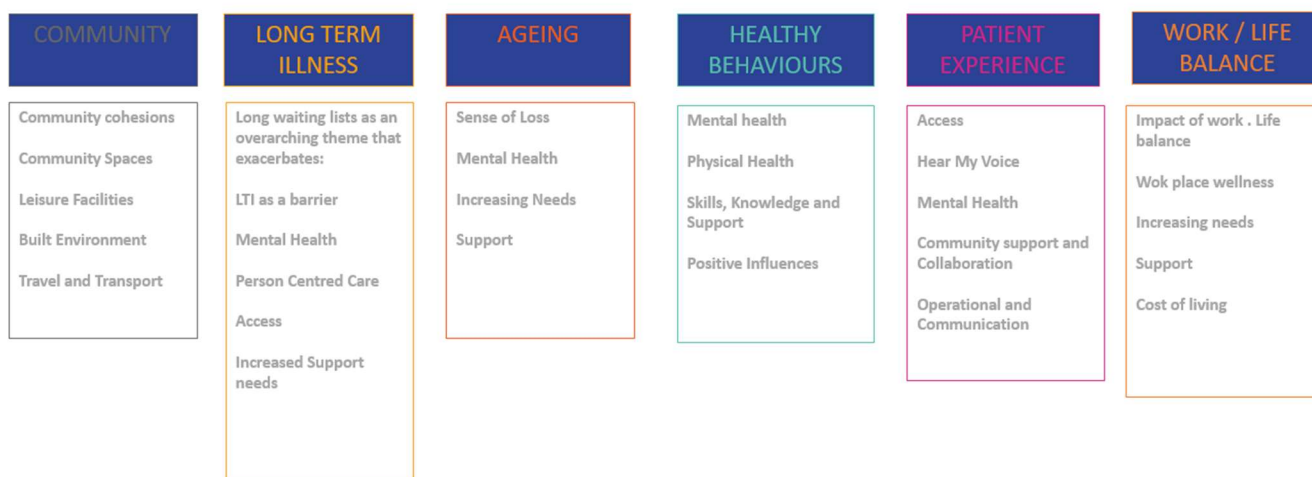 COMMUNITY
Community cohesions
Community Spaces
Leisure Facilities
Built Environment
Travel and Transport
LONG TERM
ILLNESS
Long waiting lists as an
overarching theme that
exacerbates:
LTI as a barrier
Mental Health
Person Centred Care
Access
Increased Support
needs
AGEING
Sense of Loss
Mental Health
Increasing Needs
Support
HEALTHY
BEHAVIOURS
Mental health
Physical Health
Skills, Knowledge and
Support
Positive Influences
PATIENT
EXPERIENCE
Access
Hear My Voice
Mental Health
Community support and
Collaboration
Operational and
Communication
WORK / LIFE
BALANCE
Impact of work . Life
balance
Wok place wellness
Increasing needs
Support
Cost of living